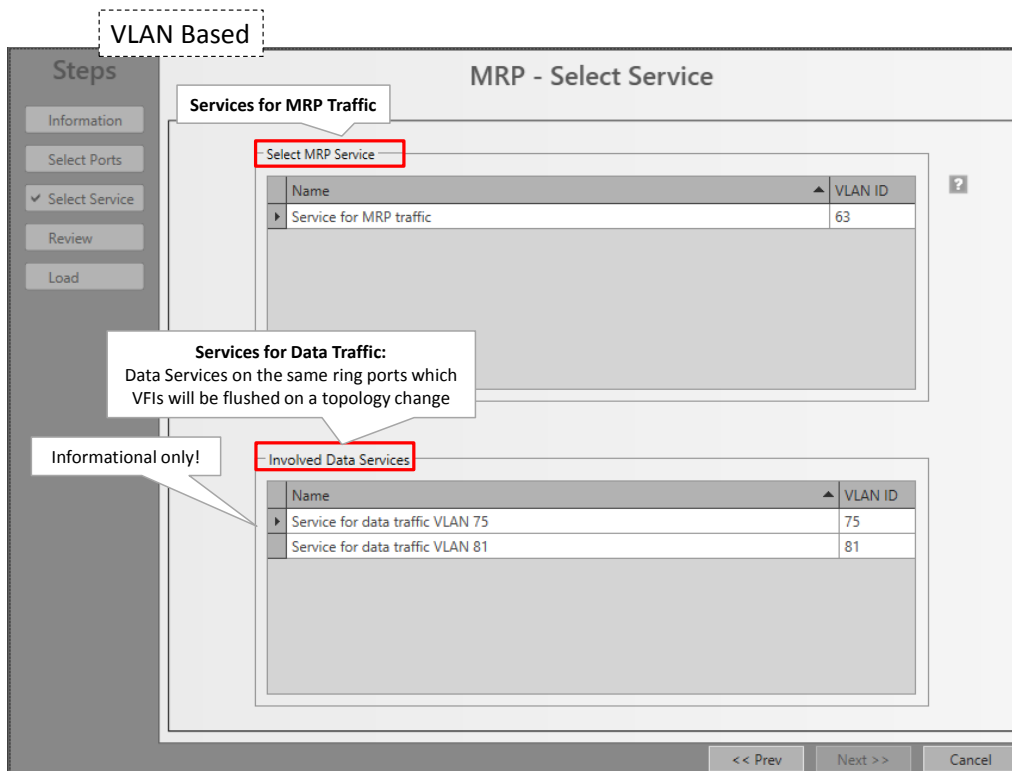 VLAN Based
Steps
MRP - Select Service
Services for MRP Traffic
Information
Select Ports
Select Service
Review
Load
Select MRP Service
Name VLAN ID
Service for MRP traffic 63
?
Services for Data Traffic:
Data Services on the same ring ports which
VFIs will be flushed on a topology change
Informational only!
Involved Data Services
Name VLAN ID
Service for data traffic VLAN 75 75
Service for data traffic VLAN 81 81
<< Prev Next >> Cancel